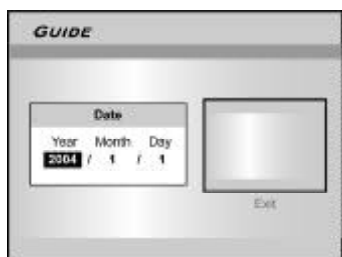 GUIDE
Date
Year Month Day
2004 / 1 / 1
Exit